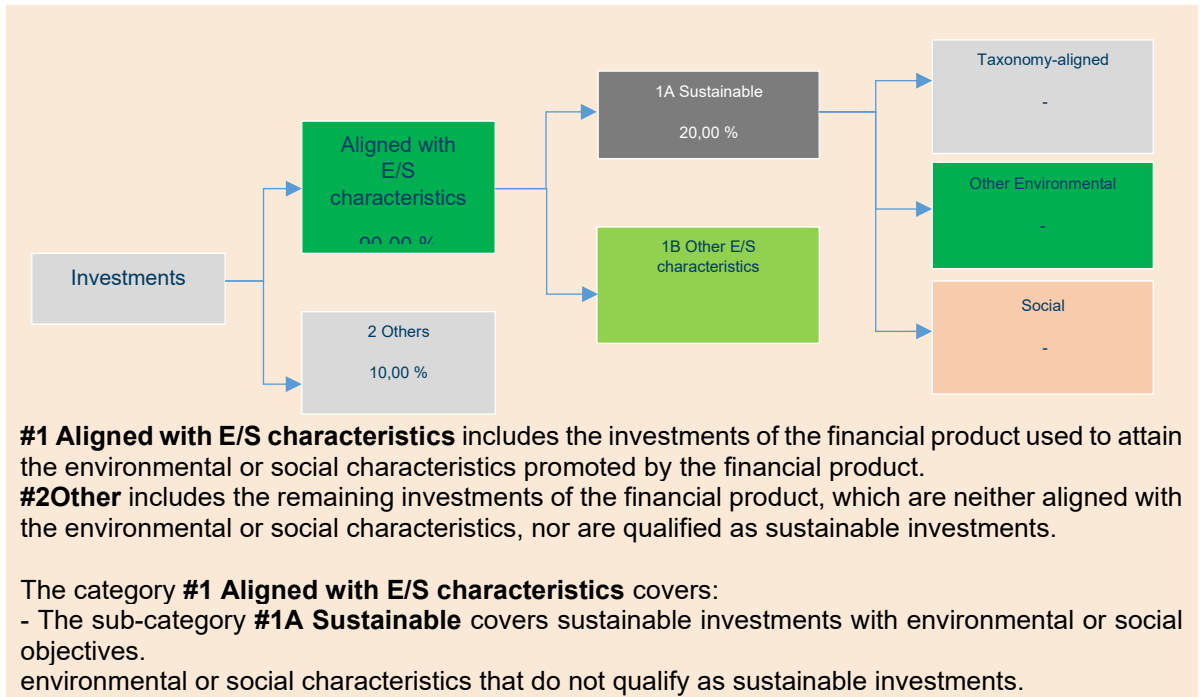 Taxonomy-aligned
-
1A Sustainable
20,00 %
Aligned with
E/S
characteristics
Other Environmental
-
1B Other E/S
characteristics
Investments
2 Others
10,00 %
Social
-
#1 Aligned with E/S characteristics includes the investments of the financial product used to attain
the environmental or social characteristics promoted by the financial product.
#2Other includes the remaining investments of the financial product, which are neither aligned with
the environmental or social characteristics, nor are qualified as sustainable investments.
The category #1 Aligned with E/S characteristics covers:
- The sub-category #1A Sustainable covers sustainable investments with environmental or social
objectives.
environmental or social characteristics that do not qualify as sustainable investments.